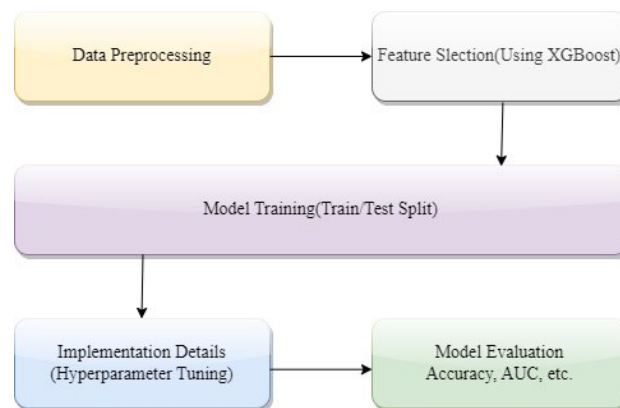 Data Preprocessing
Feature Slection(Using XGBoost)
Model Training(Train/Test Split)
Implementation Details
(Hyperparameter Tuning)
Model Evaluation
Accuracy, AUC, etc.